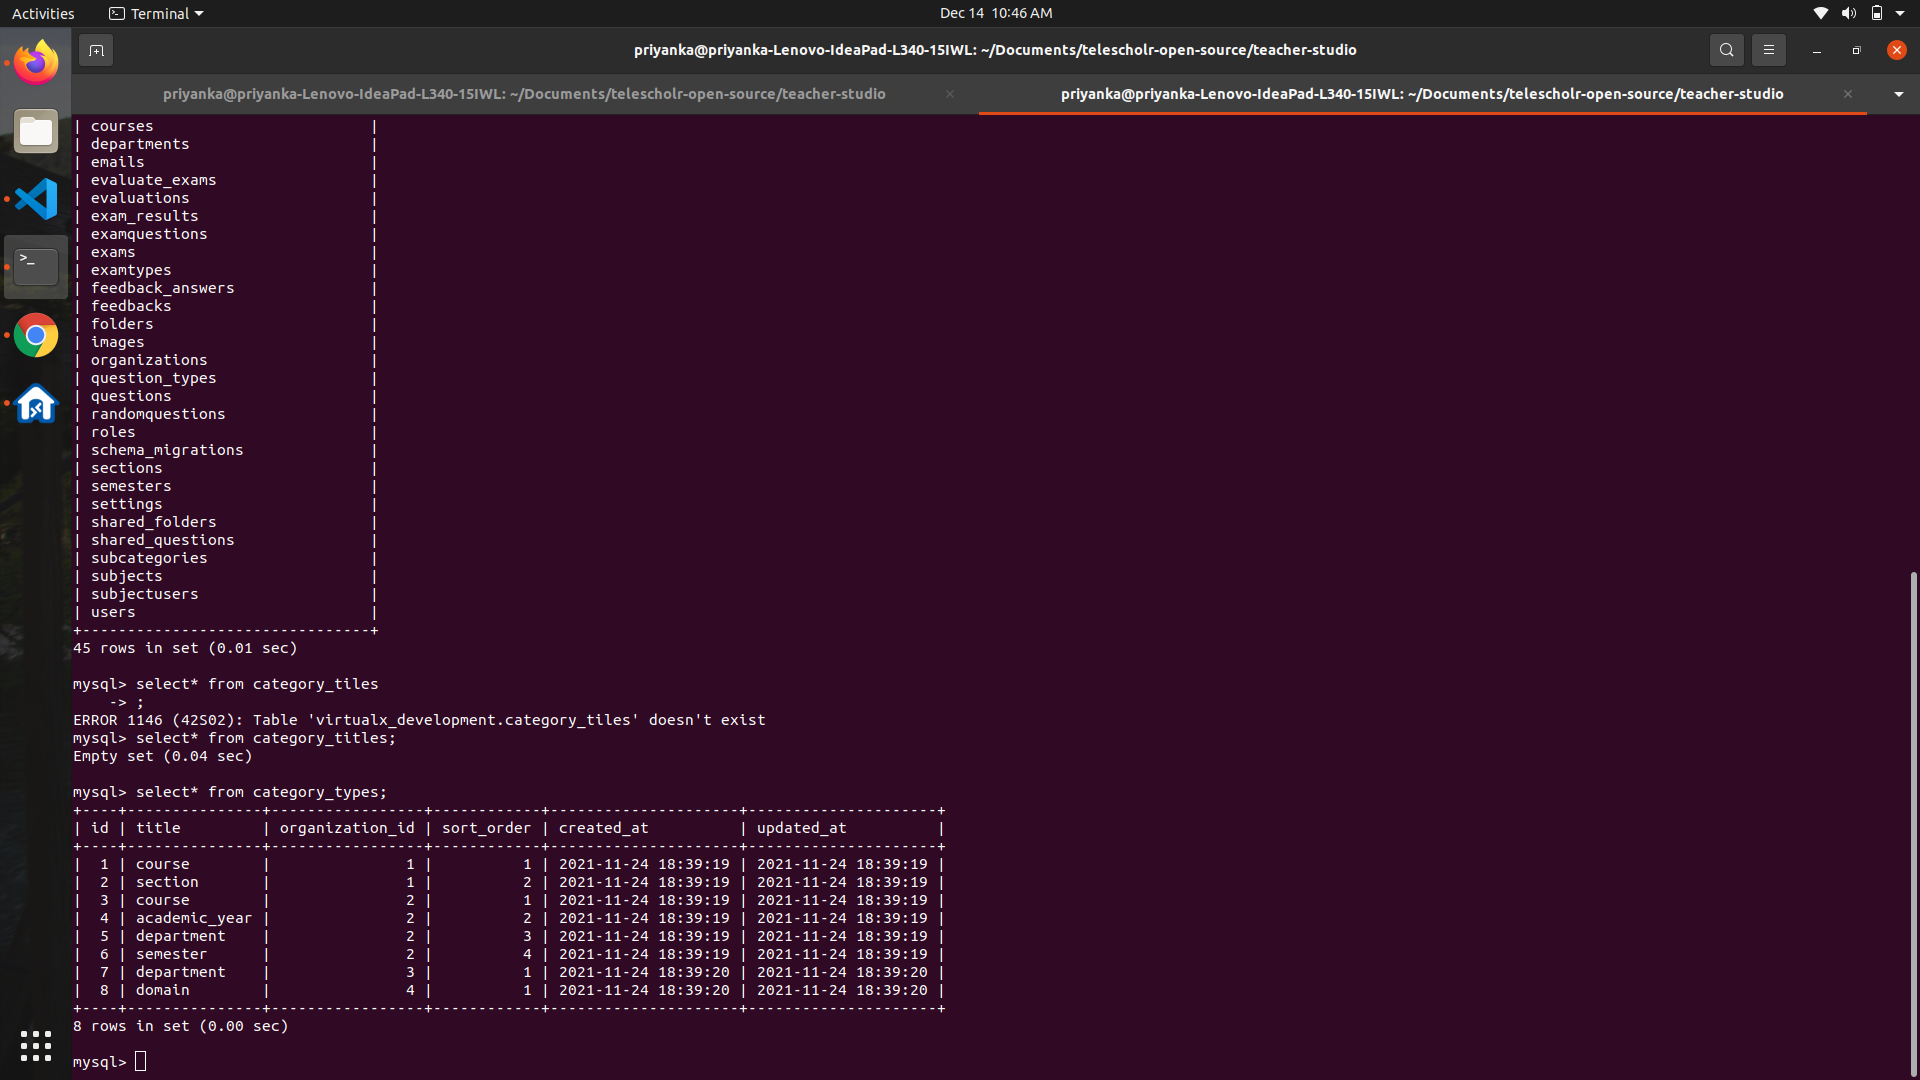 Activities Terminal Dec 14 10:46 AM
priyanka@priyanka-Lenovo-IdeaPad-L340-15IWL: ~/Documents/telescholr-open-source/teacher-studio
priyanka@priyanka-Lenovo-IdeaPad-L340-15IWL: ~/Documents/telescholr-open-source/teacher-studio priyanka@priyanka-Lenovo-IdeaPad-L340-15IWL: ~/Documents/telescholr-open-source/teacher-studio
| courses                        |
| departments                    |
| emails                         |
| evaluate_exams                 |
| evaluations                    |
| exam_results                   |
| examquestions                  |
| exams                          |
| examtypes                      |
| feedback_answers               |
| feedbacks                      |
| folders                        |
| images                         |
| organizations                  |
| question_types                 |
| questions                      |
| randomquestions                |
| roles                          |
| schema_migrations              |
| sections                       |
| semesters                      |
| settings                       |
| shared_folders                 |
| shared_questions               |
| subcategories                  |
| subjects                       |
| subjectusers                   |
| users                          |
+--------------------------------+
45 rows in set (0.01 sec)
mysql> select* from category_tiles
    -> ;
ERROR 1146 (42S02): Table 'virtualx_development.category_tiles' doesn't exist
mysql> select* from category_titles;
Empty set (0.04 sec)
mysql> select* from category_types;
+----+---------------+-----------------+------------+---------------------+---------------------+
| id | title         | organization_id | sort_order | created_at          | updated_at          |
+----+---------------+-----------------+------------+---------------------+---------------------+
|  1 | course        |               1 |          1 | 2021-11-24 18:39:19 | 2021-11-24 18:39:19 |
|  2 | section       |               1 |          2 | 2021-11-24 18:39:19 | 2021-11-24 18:39:19 |
|  3 | course        |               2 |          1 | 2021-11-24 18:39:19 | 2021-11-24 18:39:19 |
|  4 | academic_year |               2 |          2 | 2021-11-24 18:39:19 | 2021-11-24 18:39:19 |
|  5 | department    |               2 |          3 | 2021-11-24 18:39:19 | 2021-11-24 18:39:19 |
|  6 | semester      |               2 |          4 | 2021-11-24 18:39:19 | 2021-11-24 18:39:19 |
|  7 | department    |               3 |          1 | 2021-11-24 18:39:20 | 2021-11-24 18:39:20 |
|  8 | domain        |               4 |          1 | 2021-11-24 18:39:20 | 2021-11-24 18:39:20 |
+----+---------------+-----------------+------------+---------------------+---------------------+
8 rows in set (0.00 sec)
mysql>